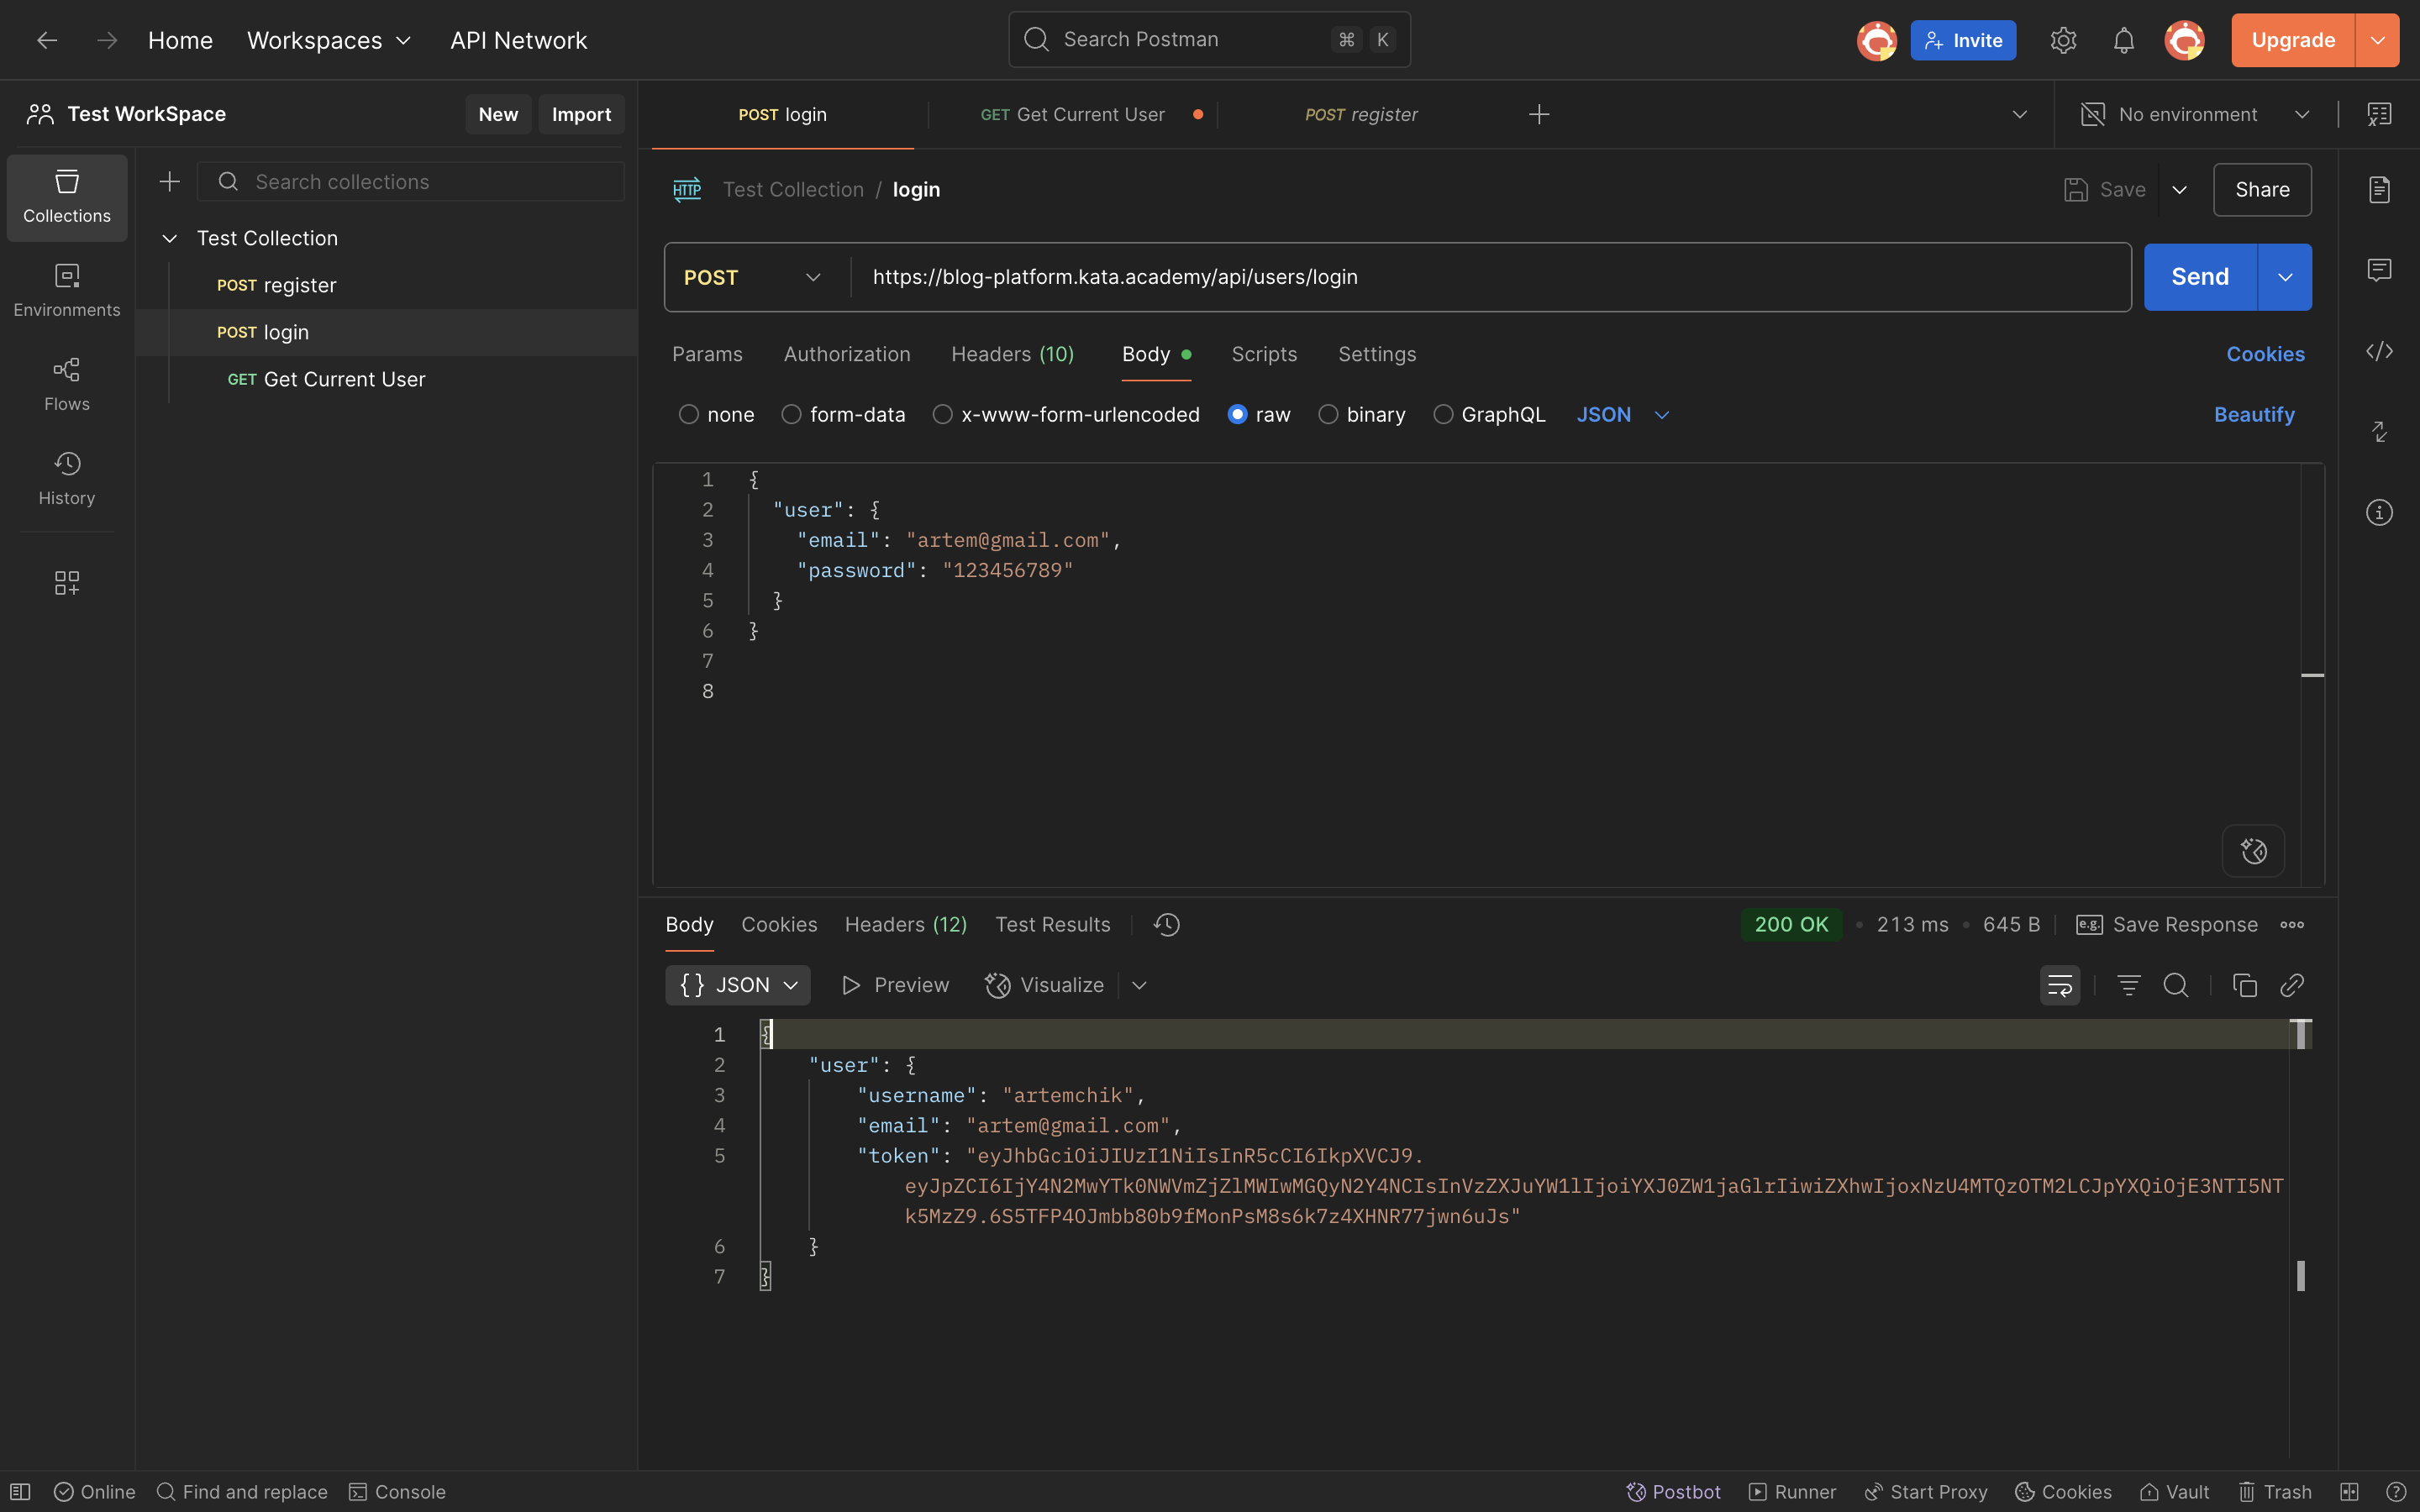 Home Workspaces API Network Search Postman ⌘ K Invite Upgrade
Test WorkSpace New Import POST login GET Get Current User POST register No environment
Collections
Environments
Flows
History
Search collections
Test Collection
POST register
POST login
GET Get Current User
HTTP Test Collection / login Save Share
POST https://blog-platform.kata.academy/api/users/login Send
Params Authorization Headers (10) Body Scripts Settings Cookies
none form-data x-www-form-urlencoded raw binary GraphQL JSON Beautify
1 {
2 "user": {
3 "email": "artem@gmail.com",
4 "password": "123456789"
5 }
6 }
7
8
Body Cookies Headers (12) Test Results 200 OK • 213 ms • 645 B e.g. Save Response
{} JSON Preview Visualize
1 {
2 "user": {
3 "username": "artemchik",
4 "email": "artem@gmail.com",
5 "token": "eyJhbGciOiJIUzI1NiIsInR5cCI6IkpXVCJ9.
eyJpZCI6IjY4N2MwYTk0NWVmZjZlMWIwMGQyN2Y4NCIsInVzZXJuYW1lIjoiYXJ0ZW1jaGlrIiwiZXhwIjoxNzU4MTQzOTM2LCJpYXQiOjE3NTI5NT
k5MzZ9.6S5TFP4OJmbb80b9fMonPsM8s6k7z4XHNR77jwn6uJs"
6 }
7 }
Online Find and replace Console Postbot Runner Start Proxy Cookies Vault Trash